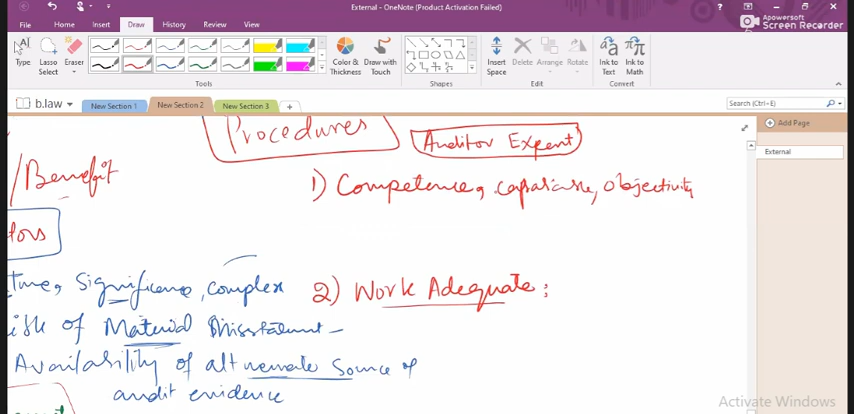 External - OneNote (Product Activation Failed)
Apowersoft
Screen Recorder
File Home Insert Draw History Review View
Type
Lasso Select
Eraser
Color & Thickness
Draw with Touch
Insert Space
Delete
Arrange
Rotate
Ink to Text
Ink to Math
Tools Shapes Edit Convert
b.law New Section 1 New Section 2 New Section 3
Search (Ctrl+E)
Add Page
External
Procedures
Auditor Expert
/Benefit
1) Competence, objectivity
tors
Significance, complex
2) Work Adequate:
isk of Material
Availability of source of
audit evidence
Activate Windows